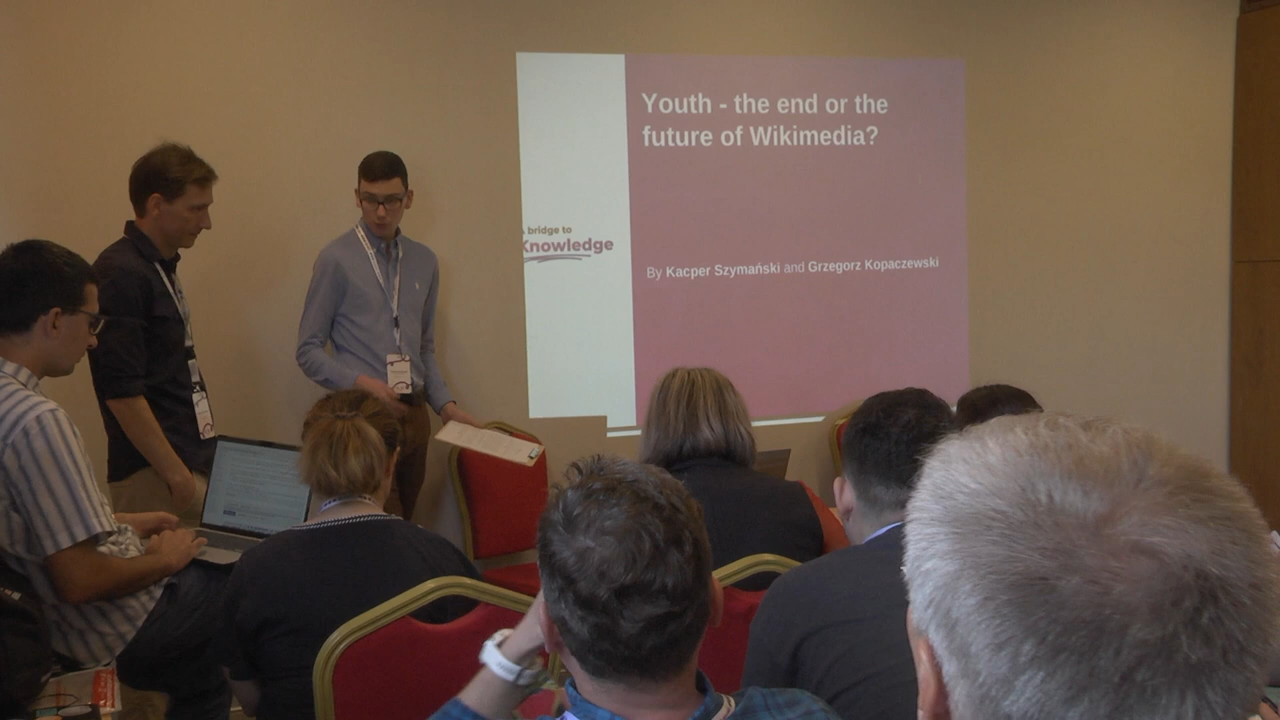 Youth - the end or the
future of Wikimedia?
bridge to
Knowledge
By Kacper Szymański and Grzegorz Kopaczewski